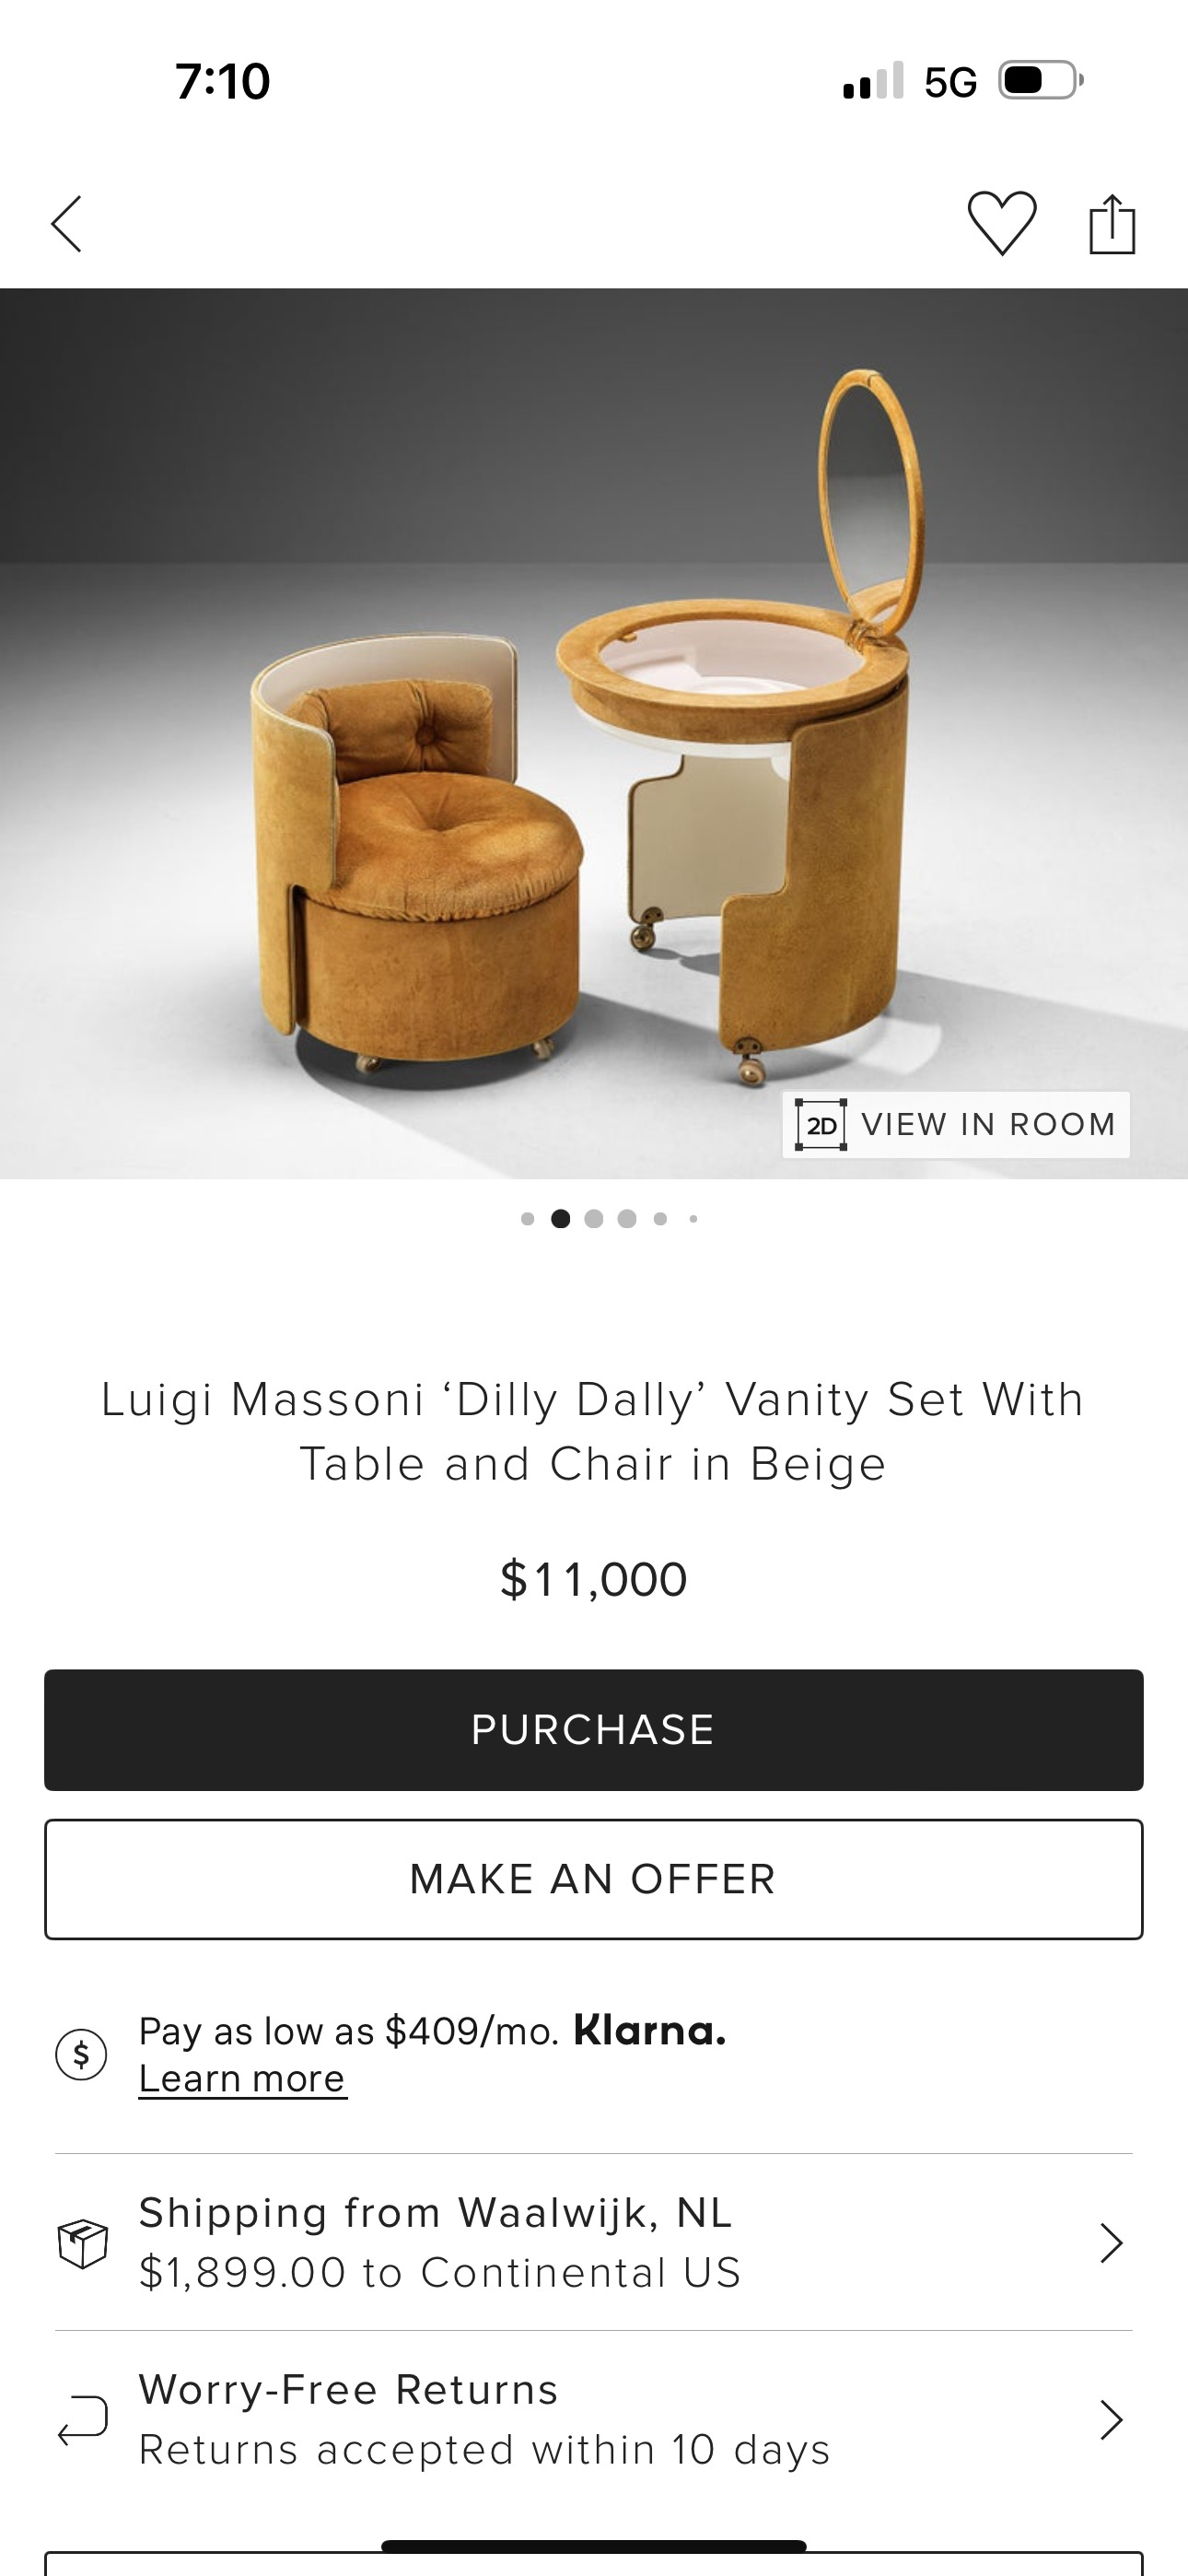 7:10
5G
2D VIEW IN ROOM
Luigi Massoni ‘Dilly Dally’ Vanity Set With
Table and Chair in Beige
$11,000
PURCHASE
MAKE AN OFFER
$
Pay as low as $409/mo. Klarna.
Learn more
Shipping from Waalwijk, NL
$1,899.00 to Continental US
Worry-Free Returns
Returns accepted within 10 days